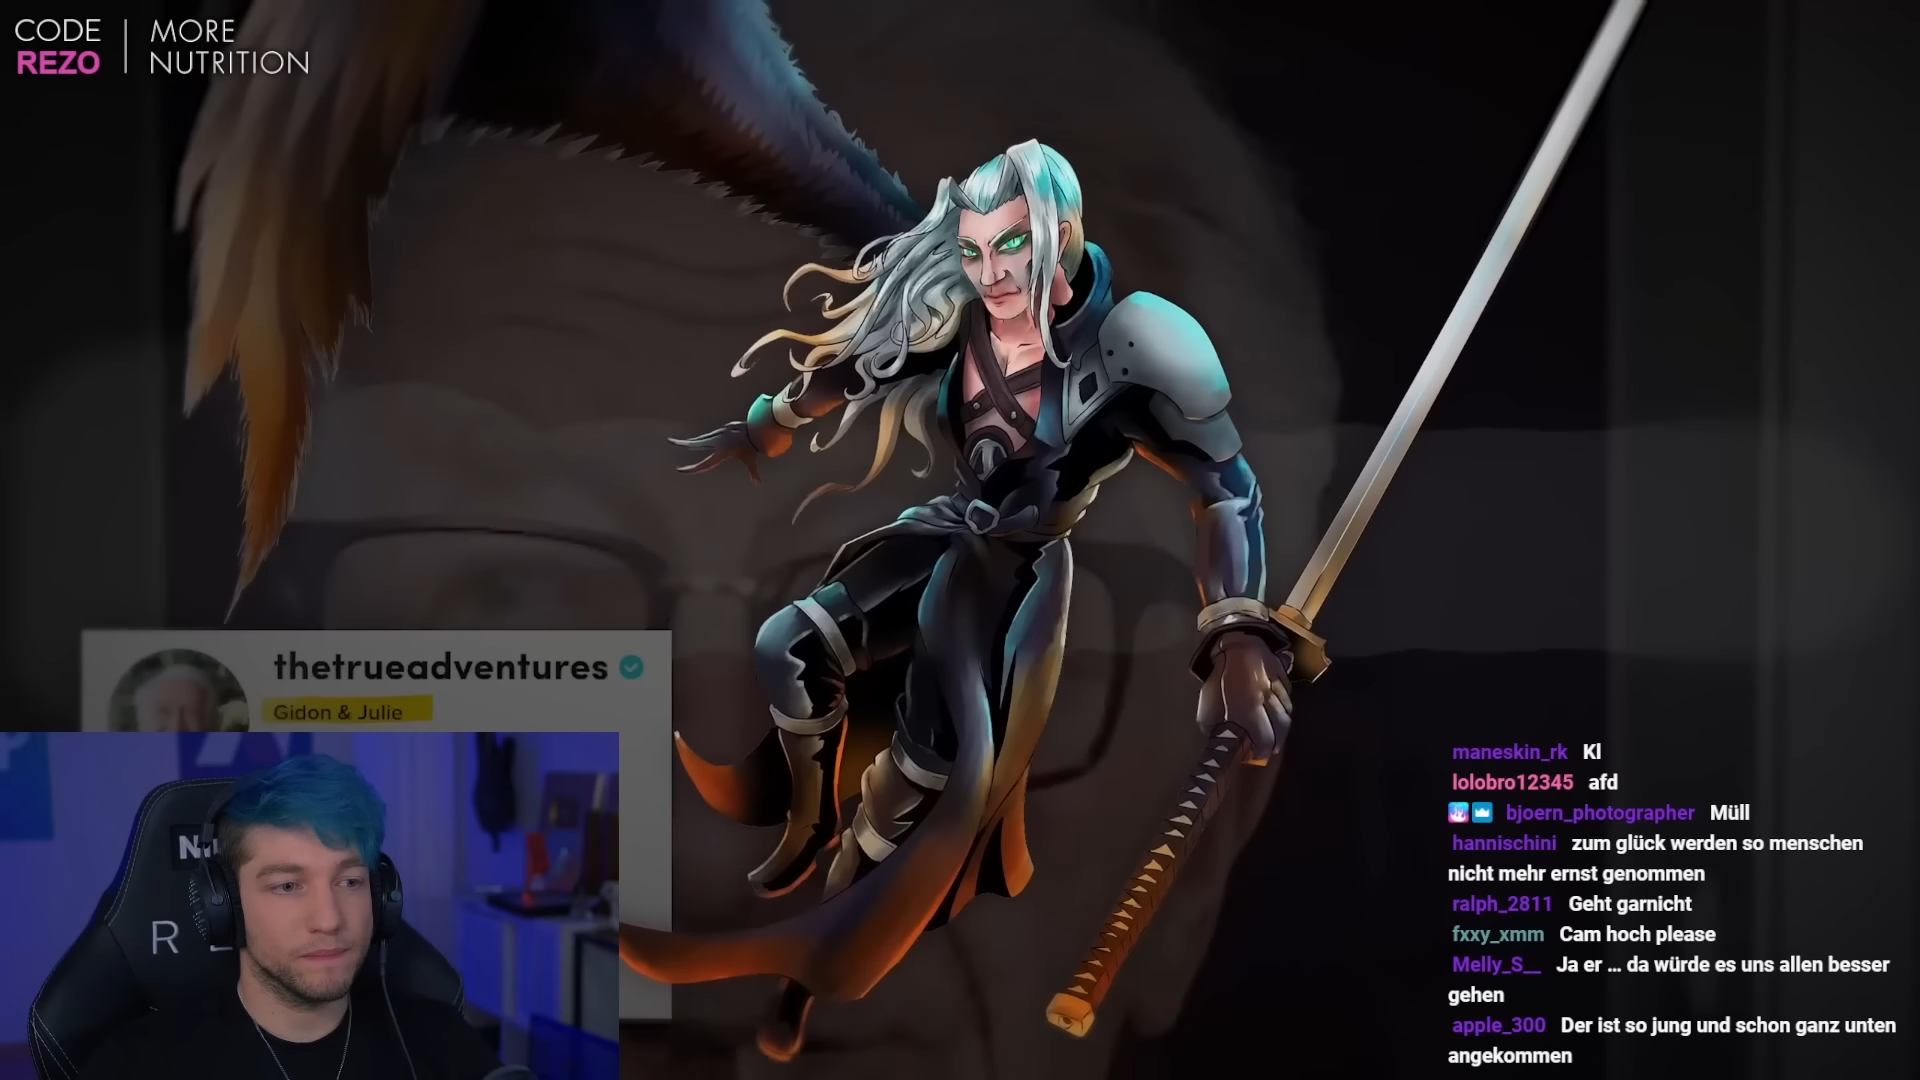 CODE
REZO
MORE
NUTRITION
thetrueadventures
Gidon & Julie
maneskin_rk Kl
lolobro12345 afd
bjoern_photographer Müll
hannischini zum glück werden so menschen
nicht mehr ernst genommen
ralph_2811 Geht garnicht
fxxy_xmm Cam hoch please
Melly_S__ Ja er … da würde es uns allen besser
gehen
apple_300 Der ist so jung und schon ganz unten
angekommen